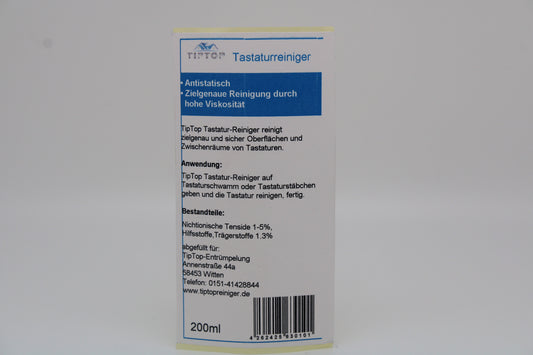 TIPTOP Tastaturreiniger
• Antistatisch
• Zielgenaue Reinigung durch
hohe Viskosität
TipTop Tastatur-Reiniger reinigt
zielgenau und sicher Oberflächen und
Zwischenräume von Tastaturen.
Anwendung:
TipTop Tastatur-Reiniger auf
Tastaturschwamm oder Tastaturstäbchen
geben und die Tastatur reinigen, fertig.
Bestandteile:
Nichtionische Tenside 1-5%,
Hilfsstoffe,Trägerstoffe 1.3%
abgefüllt für:
TipTop-Entrümpelung
Annenstraße 44a
58453 Witten
Telefon: 0151-41428844
www.tiptopreiniger.de
200ml
4 262425 930101